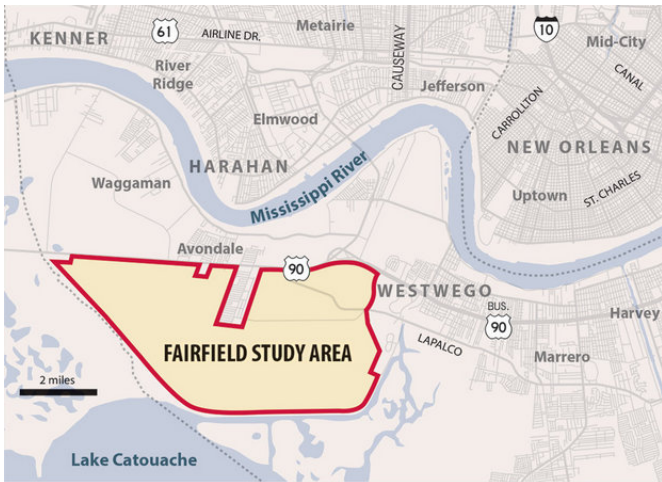 KENNER
61
AIRLINE DR.
Metairie
CAUSEWAY
10
Mid-City
CANAL
River
Ridge
Jefferson
CARROLLTON
Elmwood
NEW ORLEANS
HARAHAN
Waggaman
Mississippi River
Uptown
ST. CHARLES
Avondale
90
WESTWEGO
BUS.
90
Harvey
LAPALCO
Marrero
FAIRFIELD STUDY AREA
2 miles
Lake Catouache